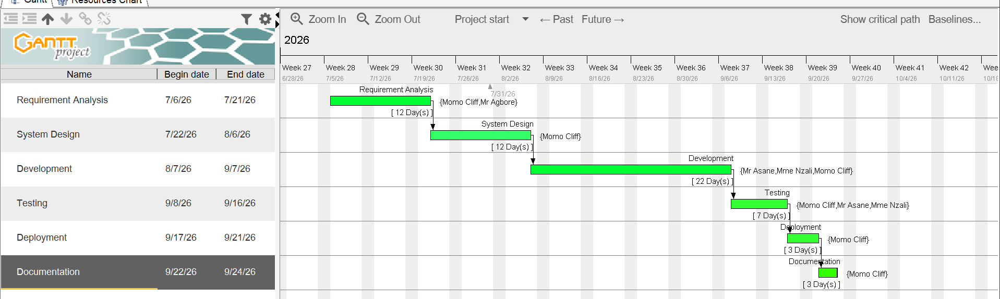 Gantt Resources Chart
Zoom In Zoom Out Project start ← Past Future → Show critical path Baselines...
GANTT project
2026
Name Begin date End date
Week 27 Week 28 Week 29 Week 30 Week 31 Week 32 Week 33 Week 34 Week 35 Week 36 Week 37 Week 38 Week 39 Week 40 Week 41 Week 42
6/28/26 7/5/26 7/12/26 7/19/26 7/26/26 8/2/26 8/9/26 8/16/26 8/23/26 8/30/26 9/6/26 9/13/26 9/20/26 9/27/26 10/4/26 10/11/26
7/31/26
Requirement Analysis 7/6/26 7/21/26
Requirement Analysis
{Momo Cliff,Mr Agbore}
[ 12 Day(s) ]
System Design 7/22/26 8/6/26
System Design
{Momo Cliff}
[ 12 Day(s) ]
Development 8/7/26 9/7/26
Development
{Mr Asane,Mme Nzali,Momo Cliff}
[ 22 Day(s) ]
Testing 9/8/26 9/16/26
Testing
{Momo Cliff,Mr Asane,Mme Nzali}
[ 7 Day(s) ]
Deployment 9/17/26 9/21/26
Deployment
{Momo Cliff}
[ 3 Day(s) ]
Documentation 9/22/26 9/24/26
Documentation
{Momo Cliff}
[ 3 Day(s) ]